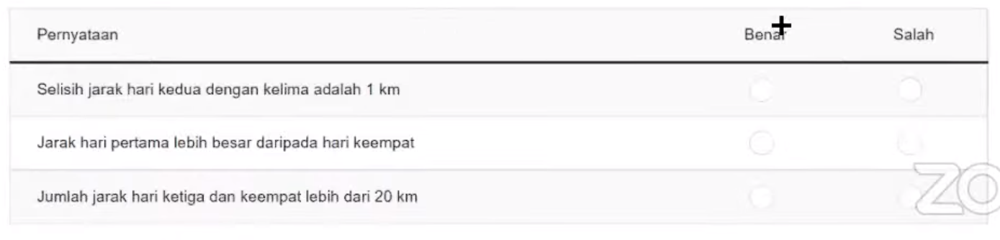 Pernyataan Benar Salah
Selisih jarak hari kedua dengan kelima adalah 1 km
Jarak hari pertama lebih besar daripada hari keempat
Jumlah jarak hari ketiga dan keempat lebih dari 20 km
ZO